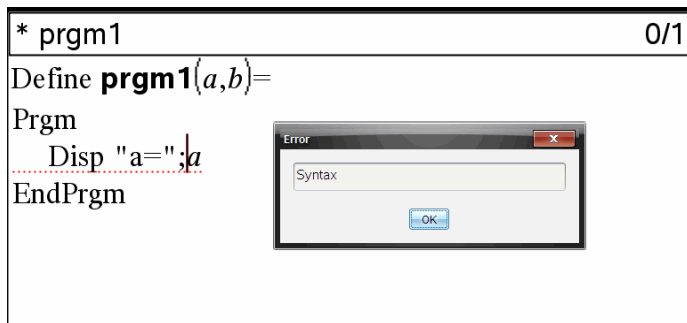 * prgm1 0/1
Define prgm1(a,b)=
Prgm
Disp "a=";a
EndPrgm
Error
x
Syntax
OK